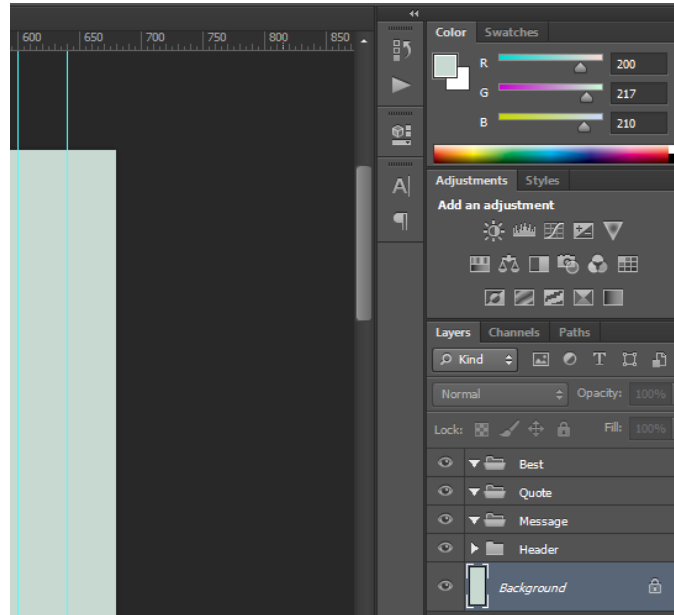 600 650 700 750 800 850
Color Swatches
R 200
G 217
B 210
Adjustments Styles
Add an adjustment
Layers Channels Paths
Kind
Normal Opacity: 100%
Lock: Fill: 100%
Best
Quote
Message
Header
Background